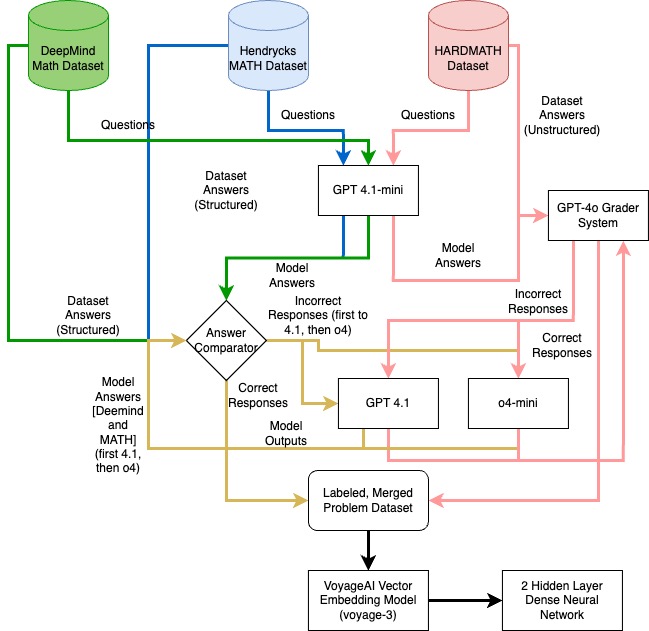 DeepMind
Math Dataset
Hendrycks
MATH Dataset
HARDMATH
Dataset
Questions
Questions
Questions
Dataset
Answers
(Unstructured)
Dataset
Answers
(Structured)
GPT 4.1-mini
GPT-4o Grader
System
Model
Answers
Model
Answers
Dataset
Answers
(Structured)
Incorrect
Responses (first to
4.1, then o4)
Incorrect
Responses
Answer
Comparator
Correct
Responses
Model
Answers
[Deemind
and
MATH]
(first 4.1,
then o4)
Correct
Responses
GPT 4.1
o4-mini
Model
Outputs
Labeled, Merged
Problem Dataset
VoyageAI Vector
Embedding Model
(voyage-3)
2 Hidden Layer
Dense Neural
Network